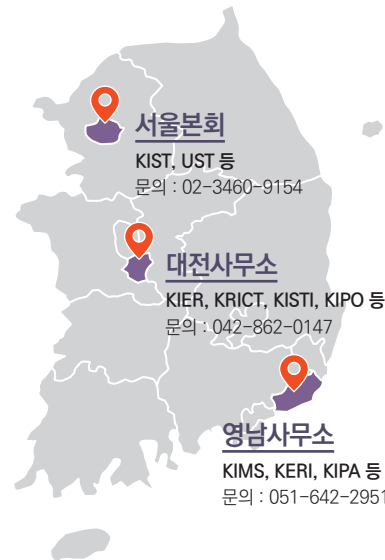 서울본회
KIST, UST 등
문의 : 02-3460-9154
대전사무소
KIER, KRICT, KISTI, KIPO 등
문의 : 042-862-0147
영남사무소
KIMS, KERI, KIPA 등
문의 : 051-642-2951